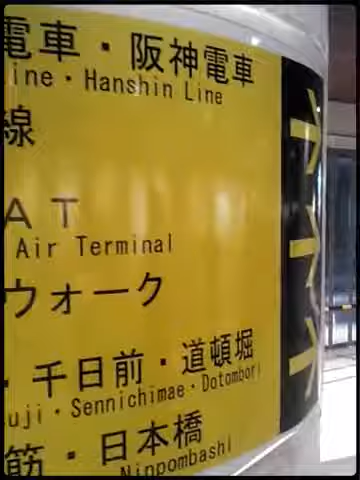 電車・阪神電車
ine・Hanshin Line
線
AT
Air Terminal
ウォーク
・千日前・道頓堀
uji・Sennichimae・Dotombori
筋・日本橋
Nippombashi